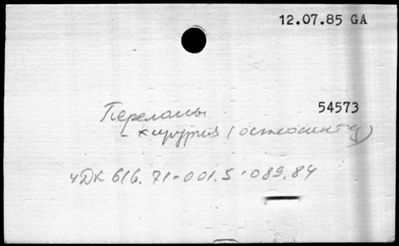 12.07.85 GA
Переломы
54573
- хирургия (остеосинтез)
УДК 616.71-001.5-089.84